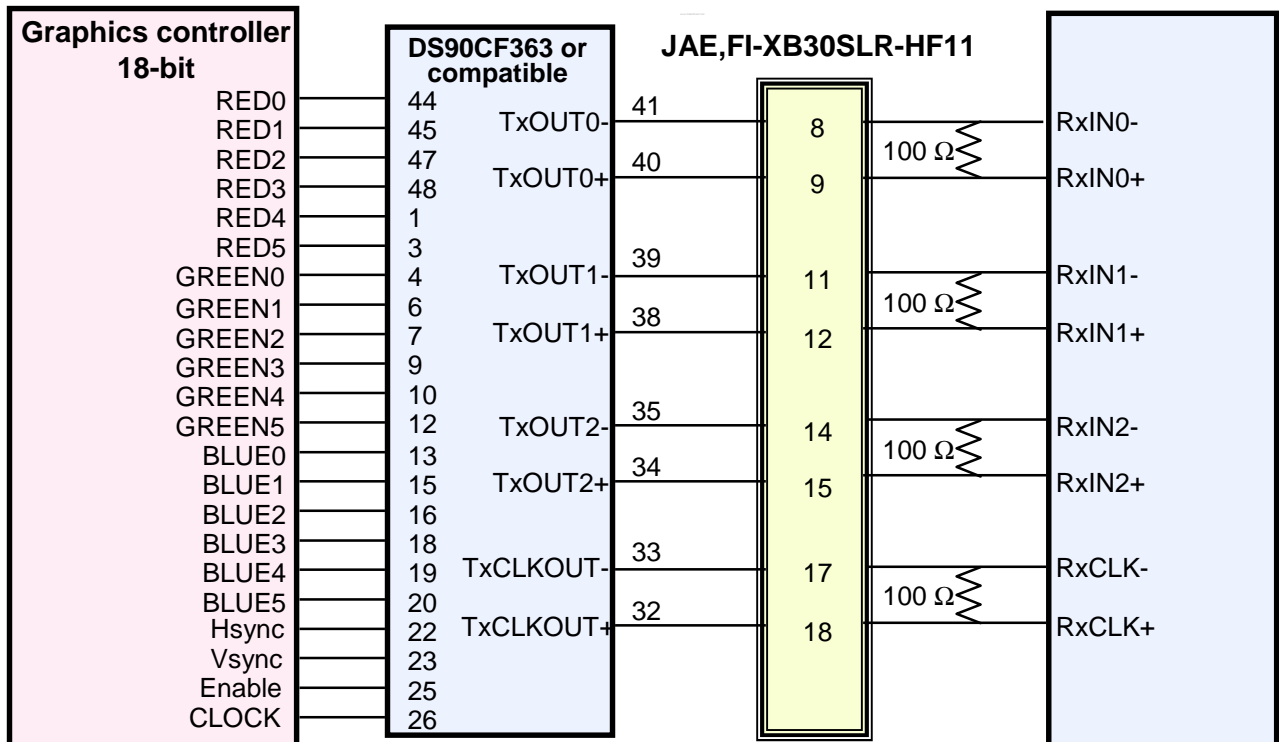 Graphics controller
18-bit
RED0
RED1
RED2
RED3
RED4
RED5
GREEN0
GREEN1
GREEN2
GREEN3
GREEN4
GREEN5
BLUE0
BLUE1
BLUE2
BLUE3
BLUE4
BLUE5
Hsync
Vsync
Enable
CLOCK
DS90CF363 or
compatible
44
45
47
48
1
3
4
6
7
9
10
12
13
15
16
18
19
20
22
23
25
26
TxOUT0-
TxOUT0+
TxOUT1-
TxOUT1+
TxOUT2-
TxOUT2+
TxCLKOUT-
TxCLKOUT+
41
40
39
38
35
34
33
32
JAE,FI-XB30SLR-HF11
8
9
11
12
14
15
17
18
100 Ω
100 Ω
100 Ω
100 Ω
RxIN0-
RxIN0+
RxIN1-
RxIN1+
RxIN2-
RxIN2+
RxCLK-
RxCLK+